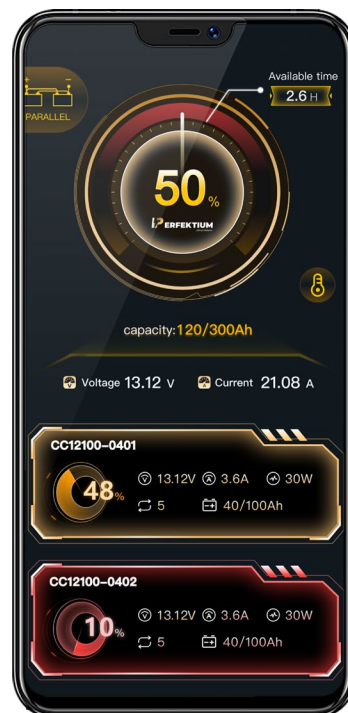 Available time
2.6 H
- +
PARALLEL
50%
PERFEKTIUM
capacity:120/300Ah
Voltage 13.12 V Current 21.08 A
CC12100-0401
48%
13.12V 3.6A 30W
5 40/100Ah
CC12100-0402
10%
13.12V 3.6A 30W
5 40/100Ah